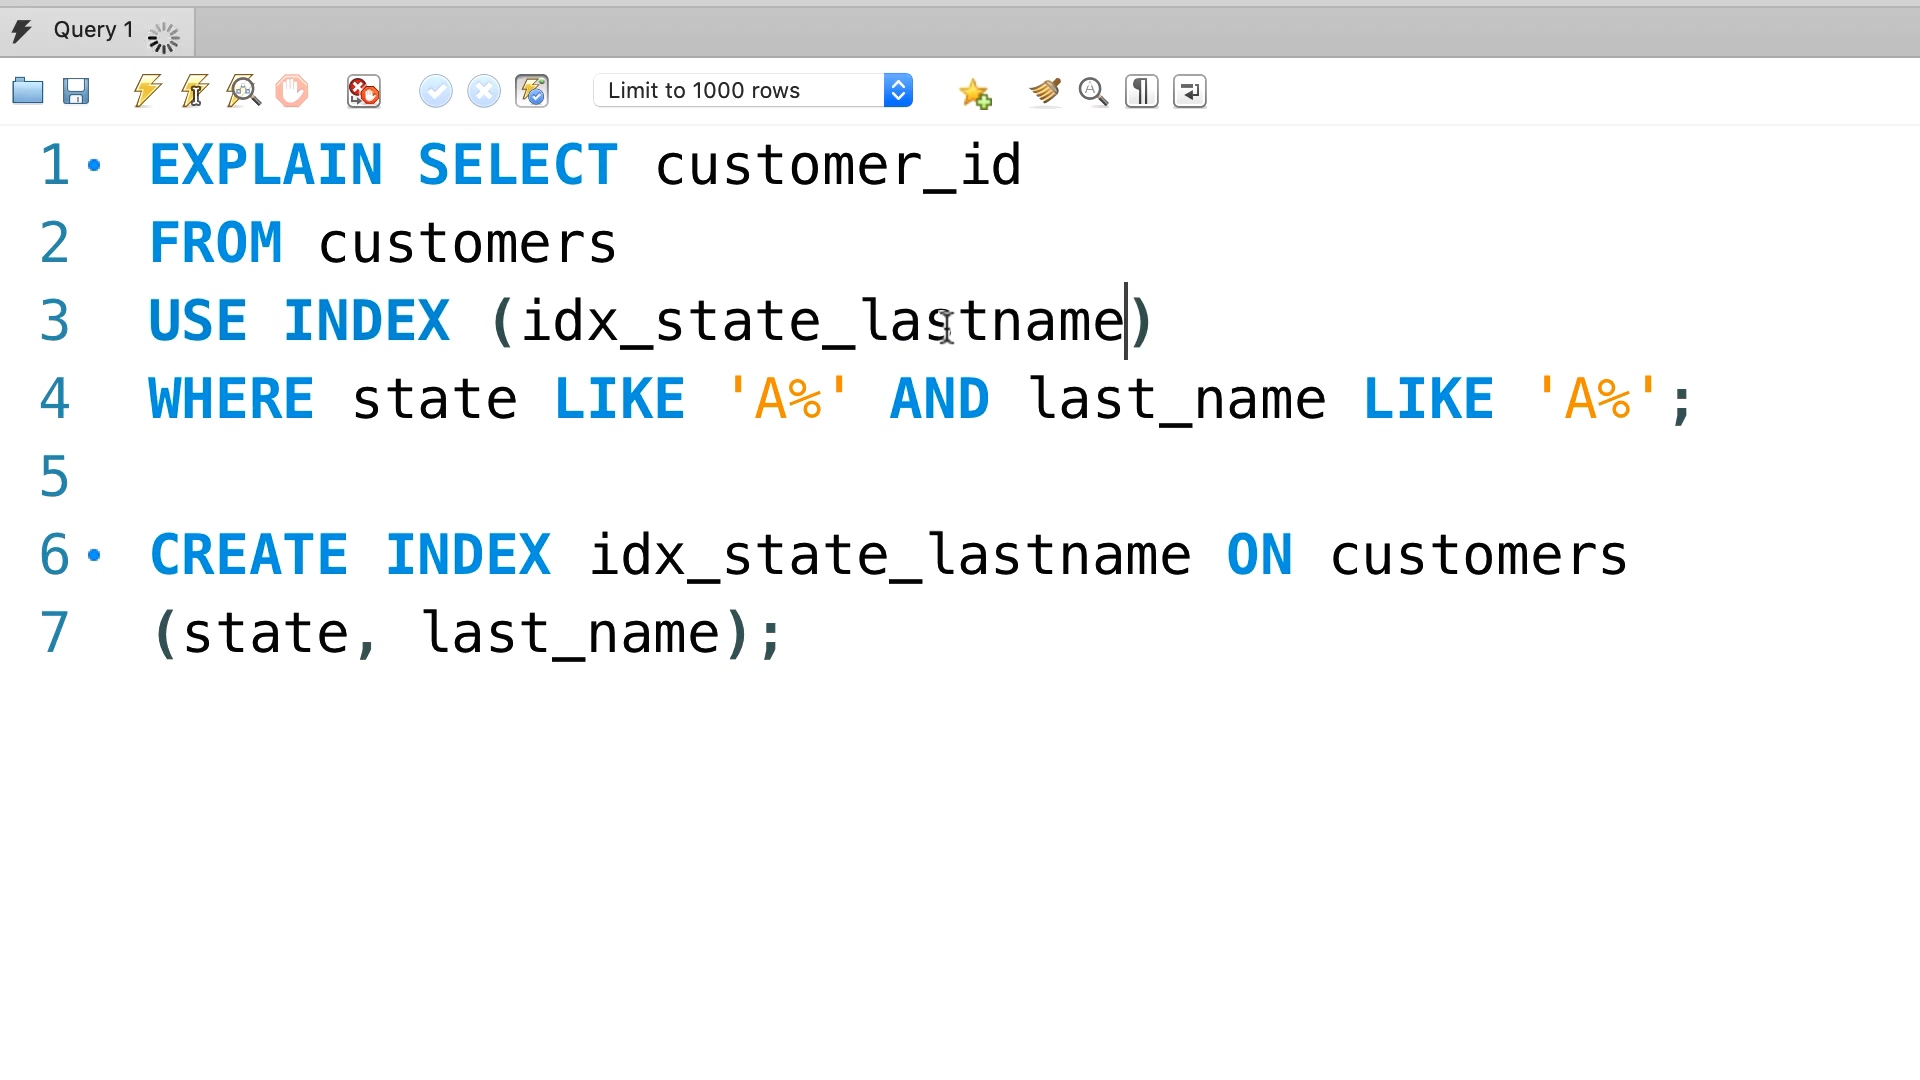 Query 1
Limit to 1000 rows
1 EXPLAIN SELECT customer_id
2 FROM customers
3 USE INDEX (idx_state_lastname)
4 WHERE state LIKE 'A%' AND last_name LIKE 'A%';
5
6 CREATE INDEX idx_state_lastname ON customers
7 (state, last_name);